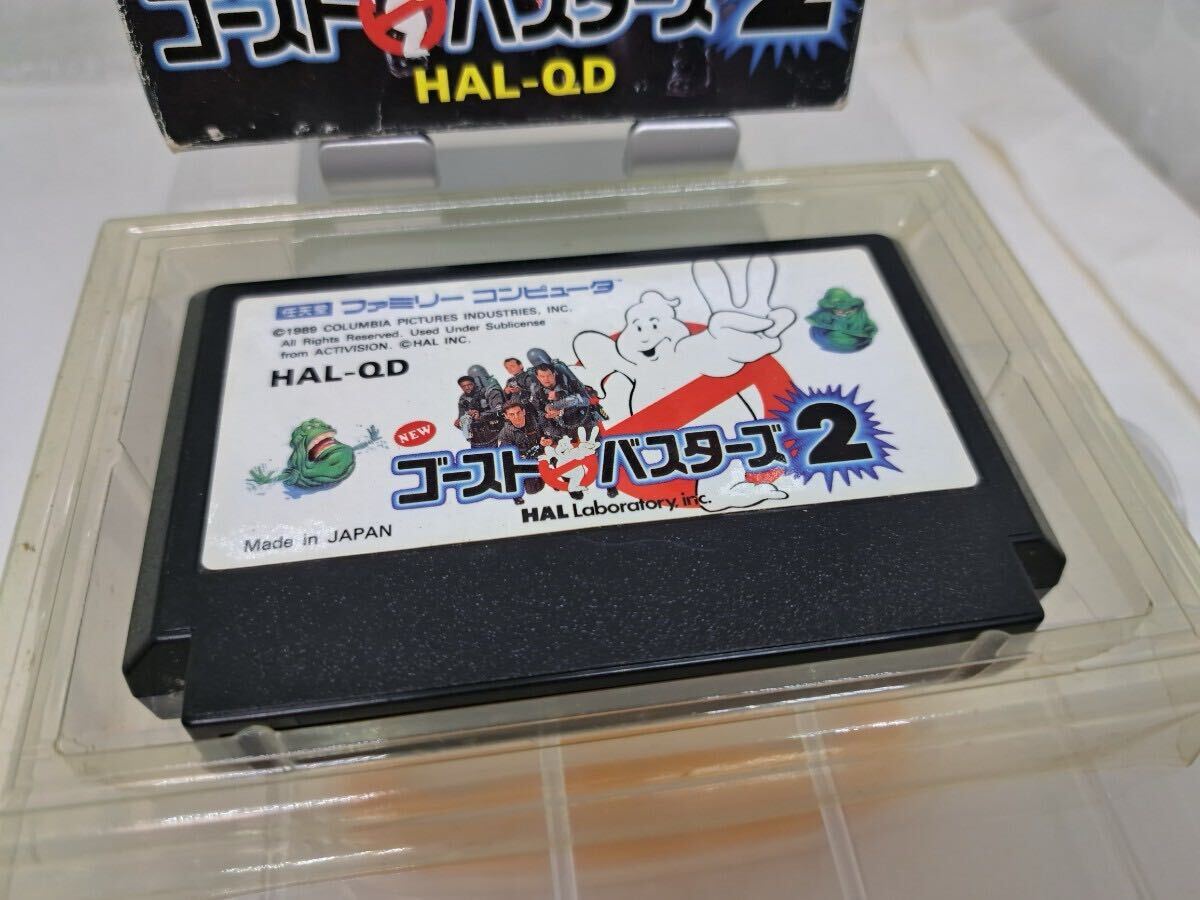 ゴーストバスターズ2
HAL-QD
任天堂 ファミリーコンピュータ™
©1989 COLUMBIA PICTURES INDUSTRIES, INC.
All Rights Reserved. Used Under Sublicense
from ACTIVISION. ©HAL INC.
HAL-QD
NEW
ゴーストバスターズ2
HAL Laboratory, inc.
Made in JAPAN